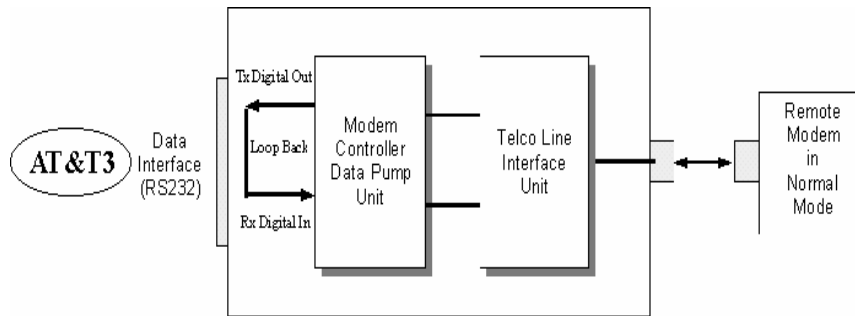 AT&T3
Data
Interface
(RS232)
Tx Digital Out
Loop Back
Rx Digital In
Modem
Controller
Data Pump
Unit
Telco Line
Interface
Unit
Remote
Modem
in
Normal
Mode